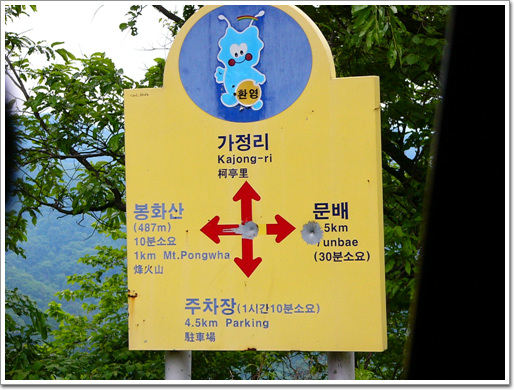 환영
가정리
Kajong-ri
柯亭里
봉화산
(487m)
10분소요
1km Mt.Pongwha
烽火山
문배
5km
unbae
(30분소요)
주차장(1시간10분소요)
4.5km Parking
駐車場